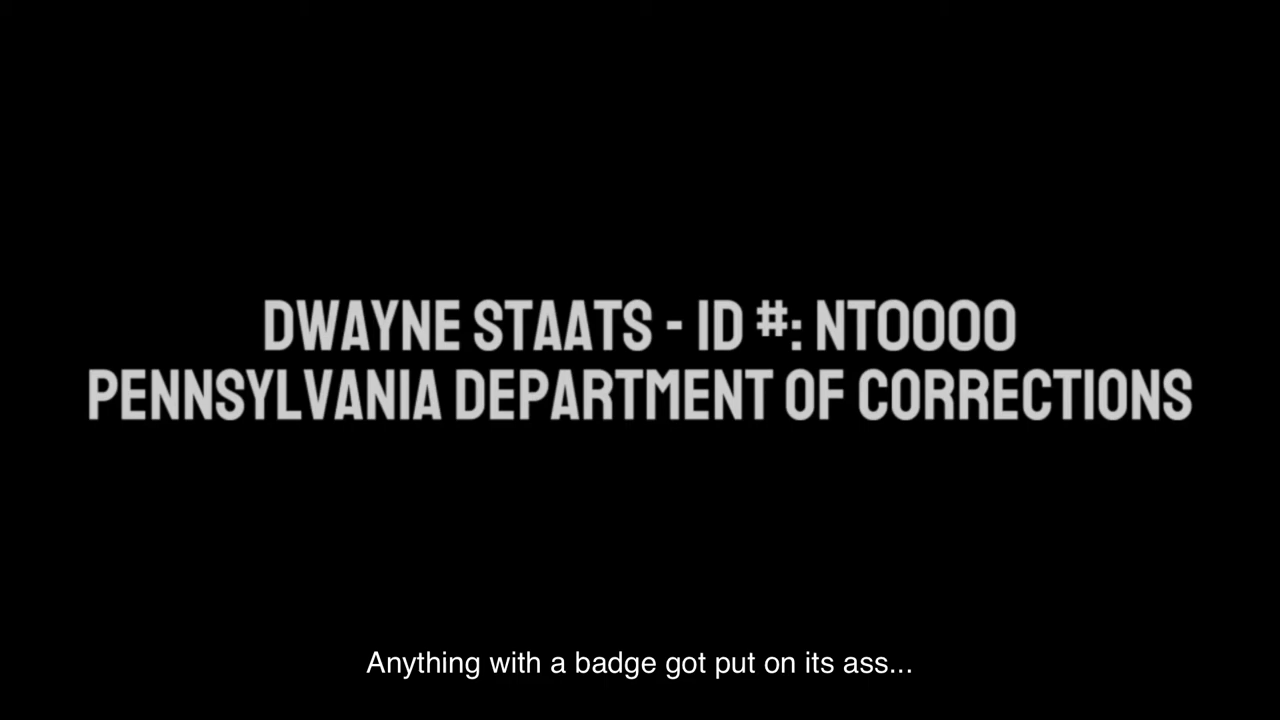 DWAYNE STAATS - ID #: NT0000
PENNSYLVANIA DEPARTMENT OF CORRECTIONS
Anything with a badge got put on its ass...